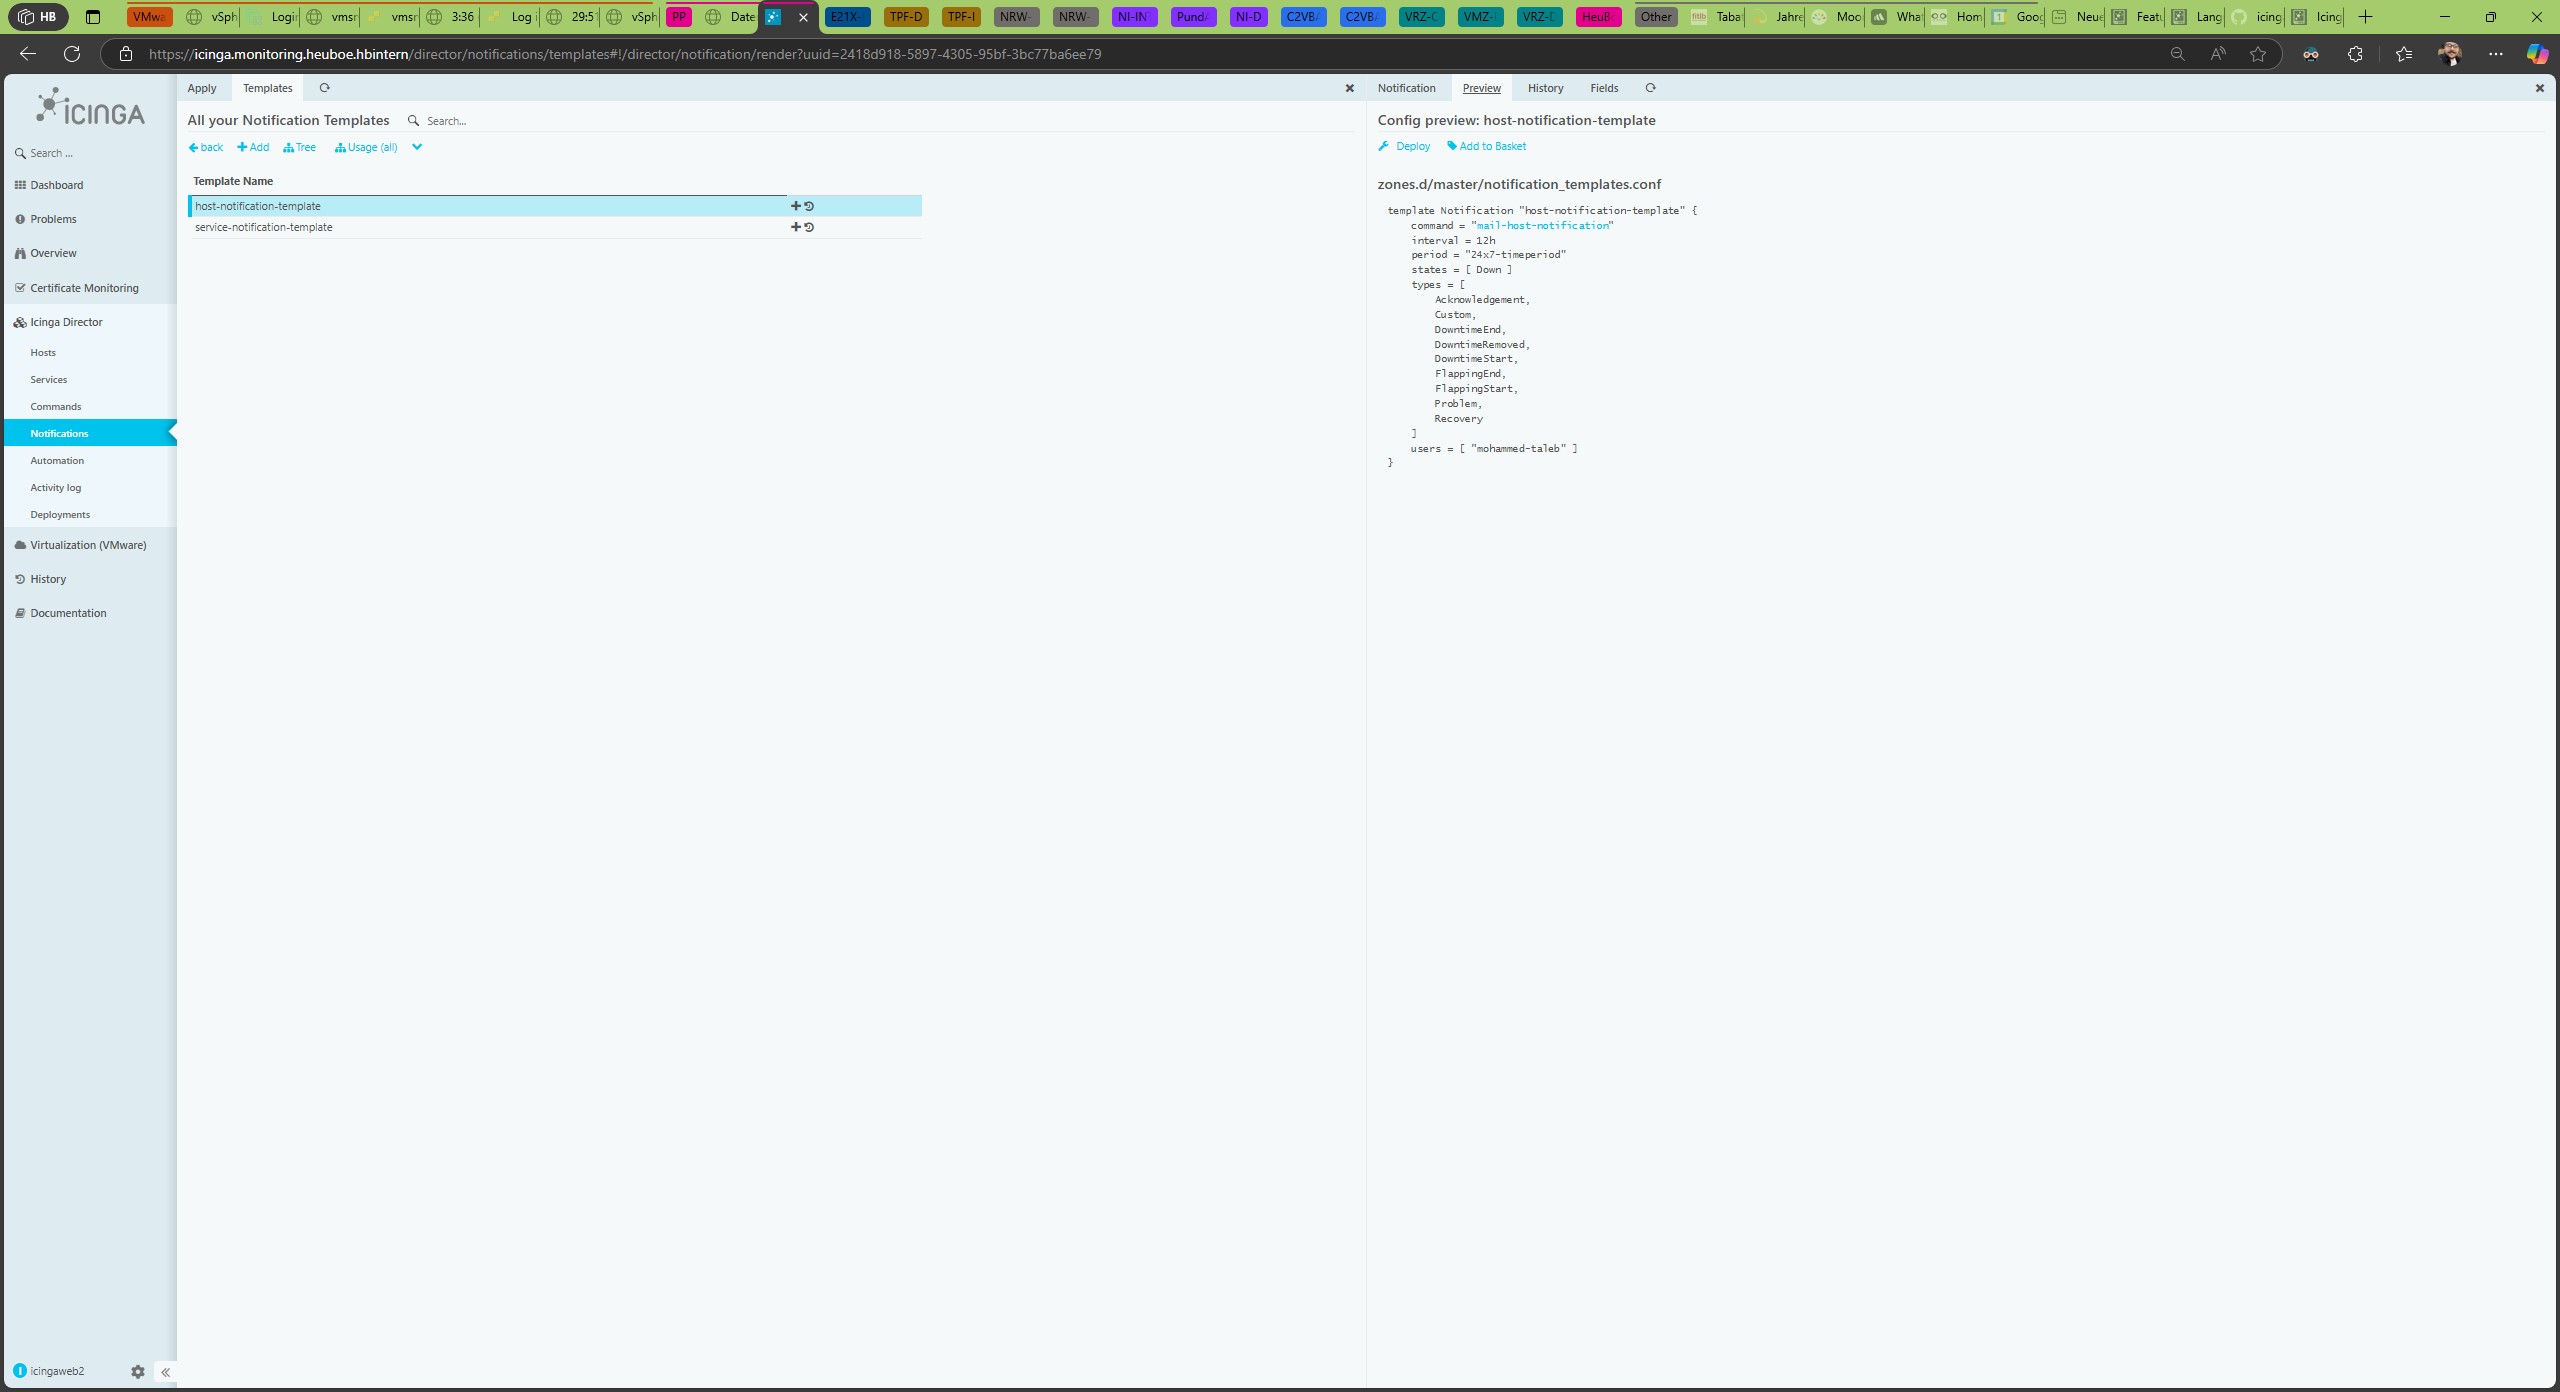 HB
VMwa
vSph
Login
vmsr
vmsr
3:36
Log i
29:51
vSph
PP
Date
E21X-
TPF-D
TPF-I
NRW-
NRW-
NI-IN
Pund
NI-D
C2VB
C2VB
VRZ-C
VMZ-
VRZ-D
HeuB
Other
Taba
Jahre
Moo
Wha
Hom
Goog
Neue
Featu
Lang
icing
Icing
https://icinga.monitoring.heuboe.hbintern/director/notifications/templates#!/director/notification/render?uuid=2418d918-5897-4305-95bf-3bc77ba6ee79
ICINGA
Search ...
Dashboard
Problems
Overview
Certificate Monitoring
Icinga Director
Hosts
Services
Commands
Notifications
Automation
Activity log
Deployments
Virtualization (VMware)
History
Documentation
icingaweb2
Apply
Templates
All your Notification Templates
Search...
back
Add
Tree
Usage (all)
Template Name
host-notification-template
service-notification-template
Notification
Preview
History
Fields
Config preview: host-notification-template
Deploy
Add to Basket
zones.d/master/notification_templates.conf
template Notification "host-notification-template" {
command = "mail-host-notification"
interval = 12h
period = "24x7-timeperiod"
states = [ Down ]
types = [
Acknowledgement,
Custom,
DowntimeEnd,
DowntimeRemoved,
DowntimeStart,
FlappingEnd,
FlappingStart,
Problem,
Recovery
]
users = [ "mohammed-taleb" ]
}